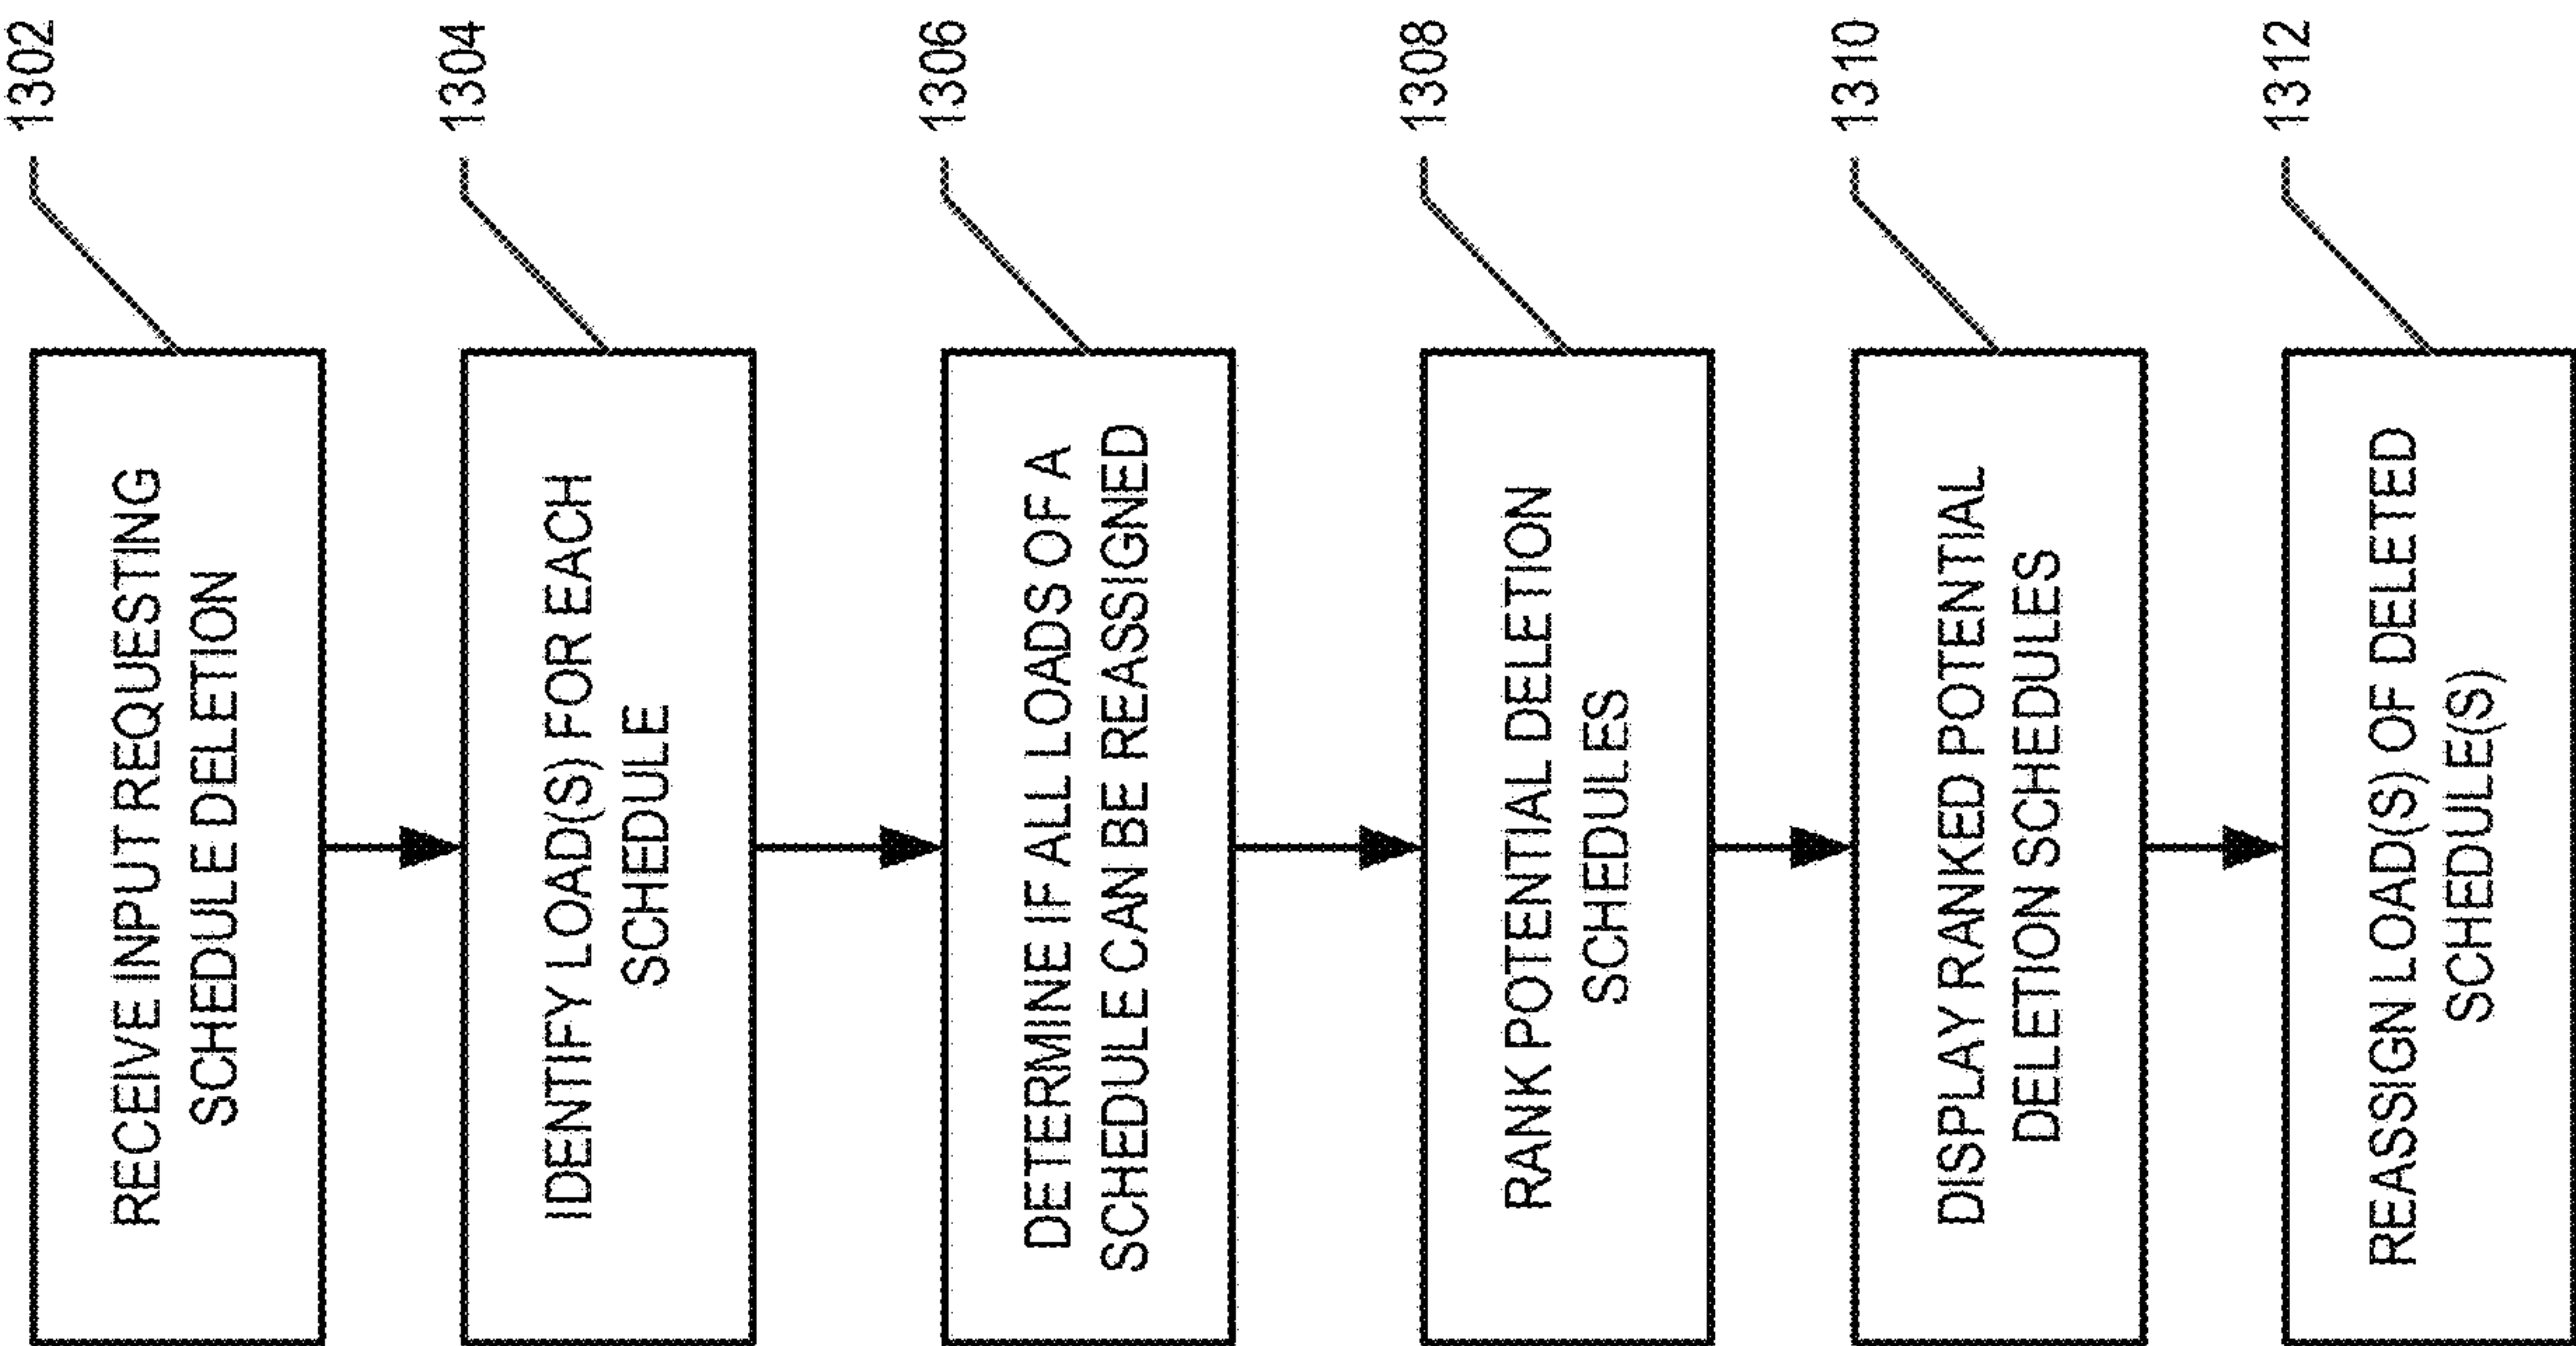 RECEIVE INPUT REQUESTING
SCHEDULE DELETION
1302
IDENTIFY LOAD(S) FOR EACH
SCHEDULE
1304
DETERMINE IF ALL LOADS OF A
SCHEDULE CAN BE REASSIGNED
1306
RANK POTENTIAL DELETION
SCHEDULES
1308
DISPLAY RANKED POTENTIAL
DELETION SCHEDULES
1310
REASSIGN LOAD(S) OF DELETED
SCHEDULE(S)
1312